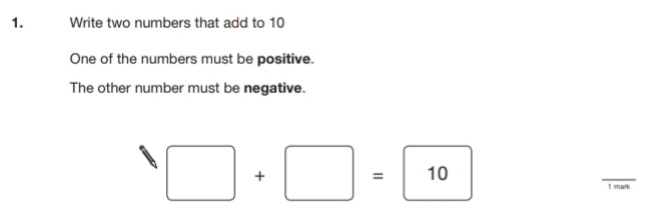 1. Write two numbers that add to 10
One of the numbers must be positive.
The other number must be negative.
+ = 10
1 mark